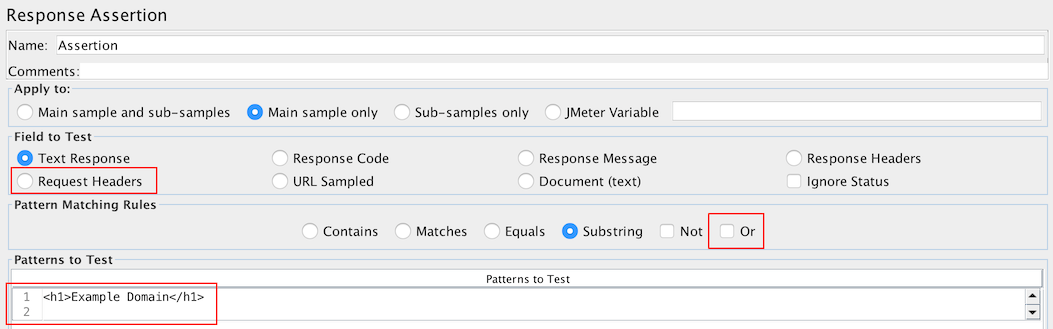 Response Assertion
Name: Assertion
Comments:
Apply to:
Main sample and sub-samples Main sample only Sub-samples only JMeter Variable
Field to Test
Text Response Response Code Response Message Response Headers
Request Headers URL Sampled Document (text) Ignore Status
Pattern Matching Rules
Contains Matches Equals Substring Not Or
Patterns to Test
Patterns to Test
1 <h1>Example Domain</h1>
2